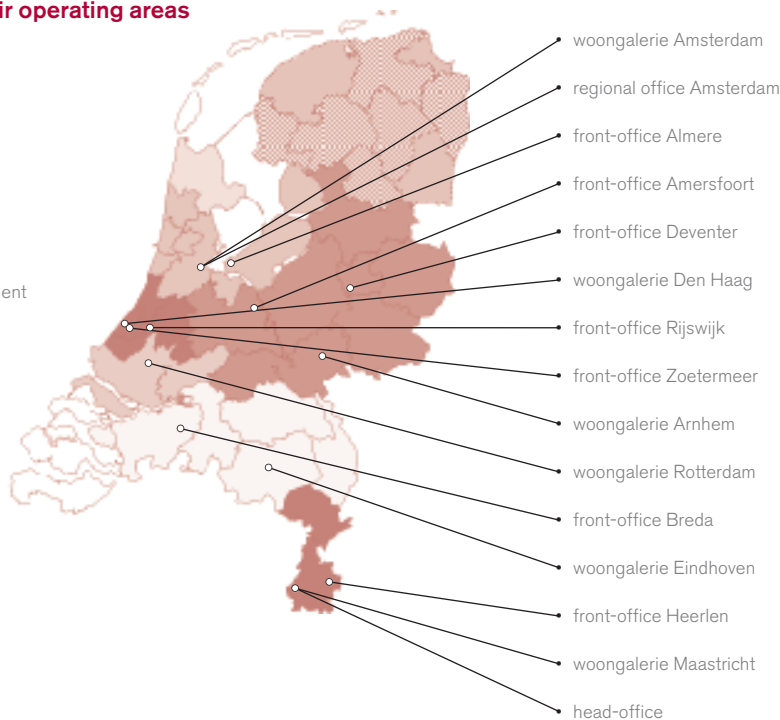 ir operating areas
woongalerie Amsterdam
regional office Amsterdam
front-office Almere
front-office Amersfoort
front-office Deventer
woongalerie Den Haag
ent
front-office Rijswijk
front-office Zoetermeer
woongalerie Arnhem
woongalerie Rotterdam
front-office Breda
woongalerie Eindhoven
front-office Heerlen
woongalerie Maastricht
head-office